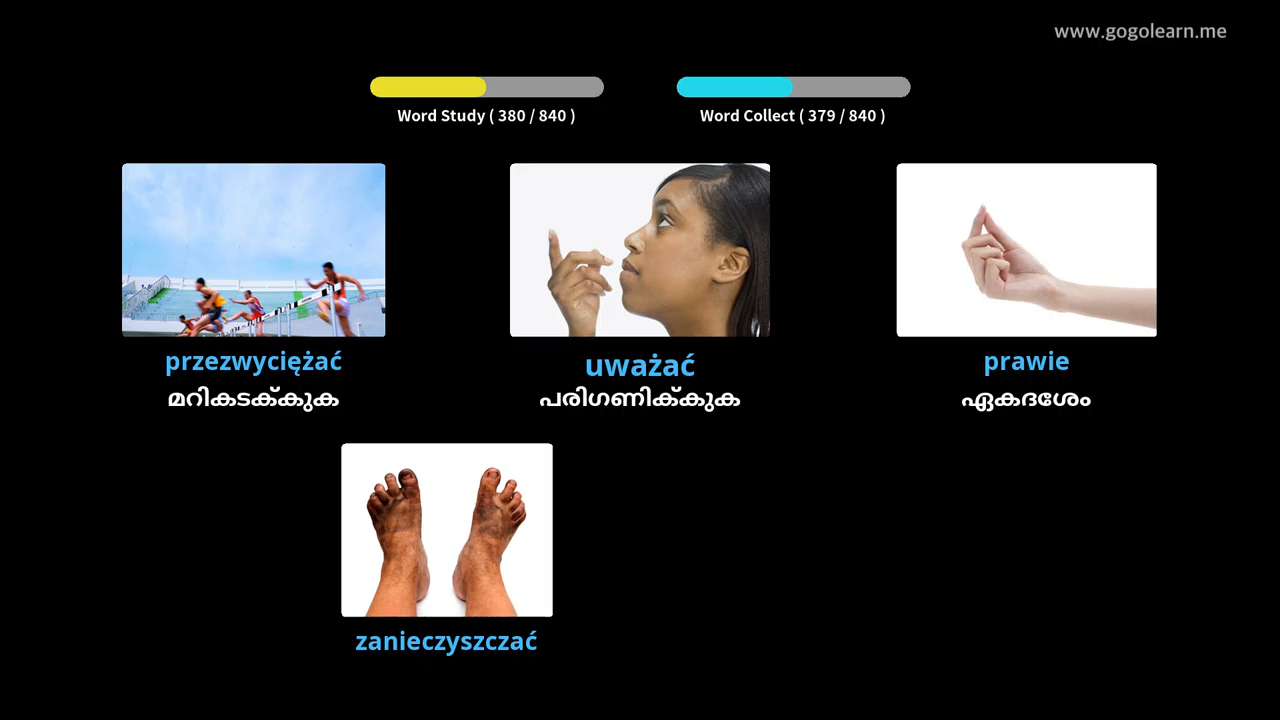 www.gogolearn.me
Word Study ( 380 / 840 )
Word Collect ( 379 / 840 )
przezwyciężać
മറികടക്കുക
uważać
പരിഗണിക്കുക
prawie
ഏകദശേം
zanieczyszczać